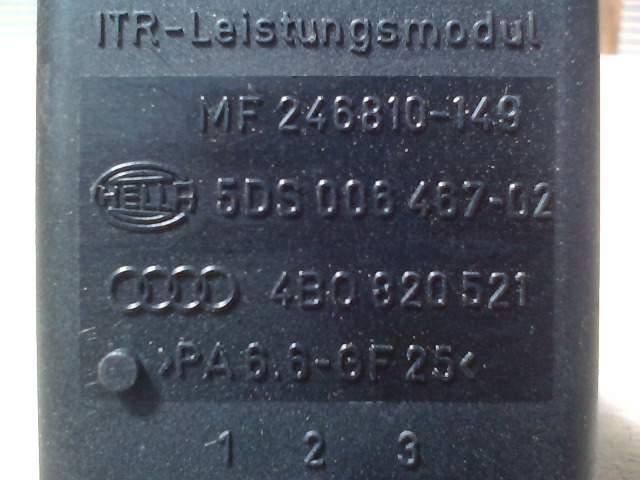 ITR-Leistungsmodul
MF 246810-149
HELLA 5DS 006 467-02
4B0 820 521
>PA 6.6-GF 25<
1 2 3